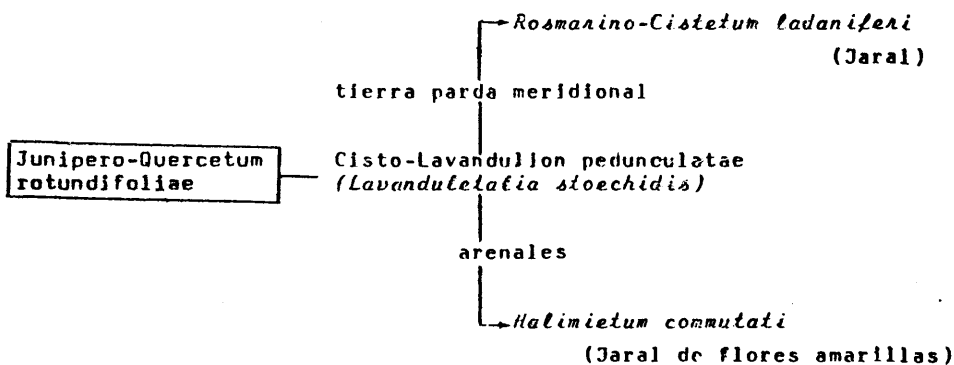 Rosmarino-Cistetum ladaniferi
(Jaral)
tierra parda meridional
Junipero-Quercetum
rotundifoliae
Cisto-Lavandulion pedunculatae
(Lavanduletalia stoechidis)
arenales
Halimietum commutati
(Jaral de flores amarillas)